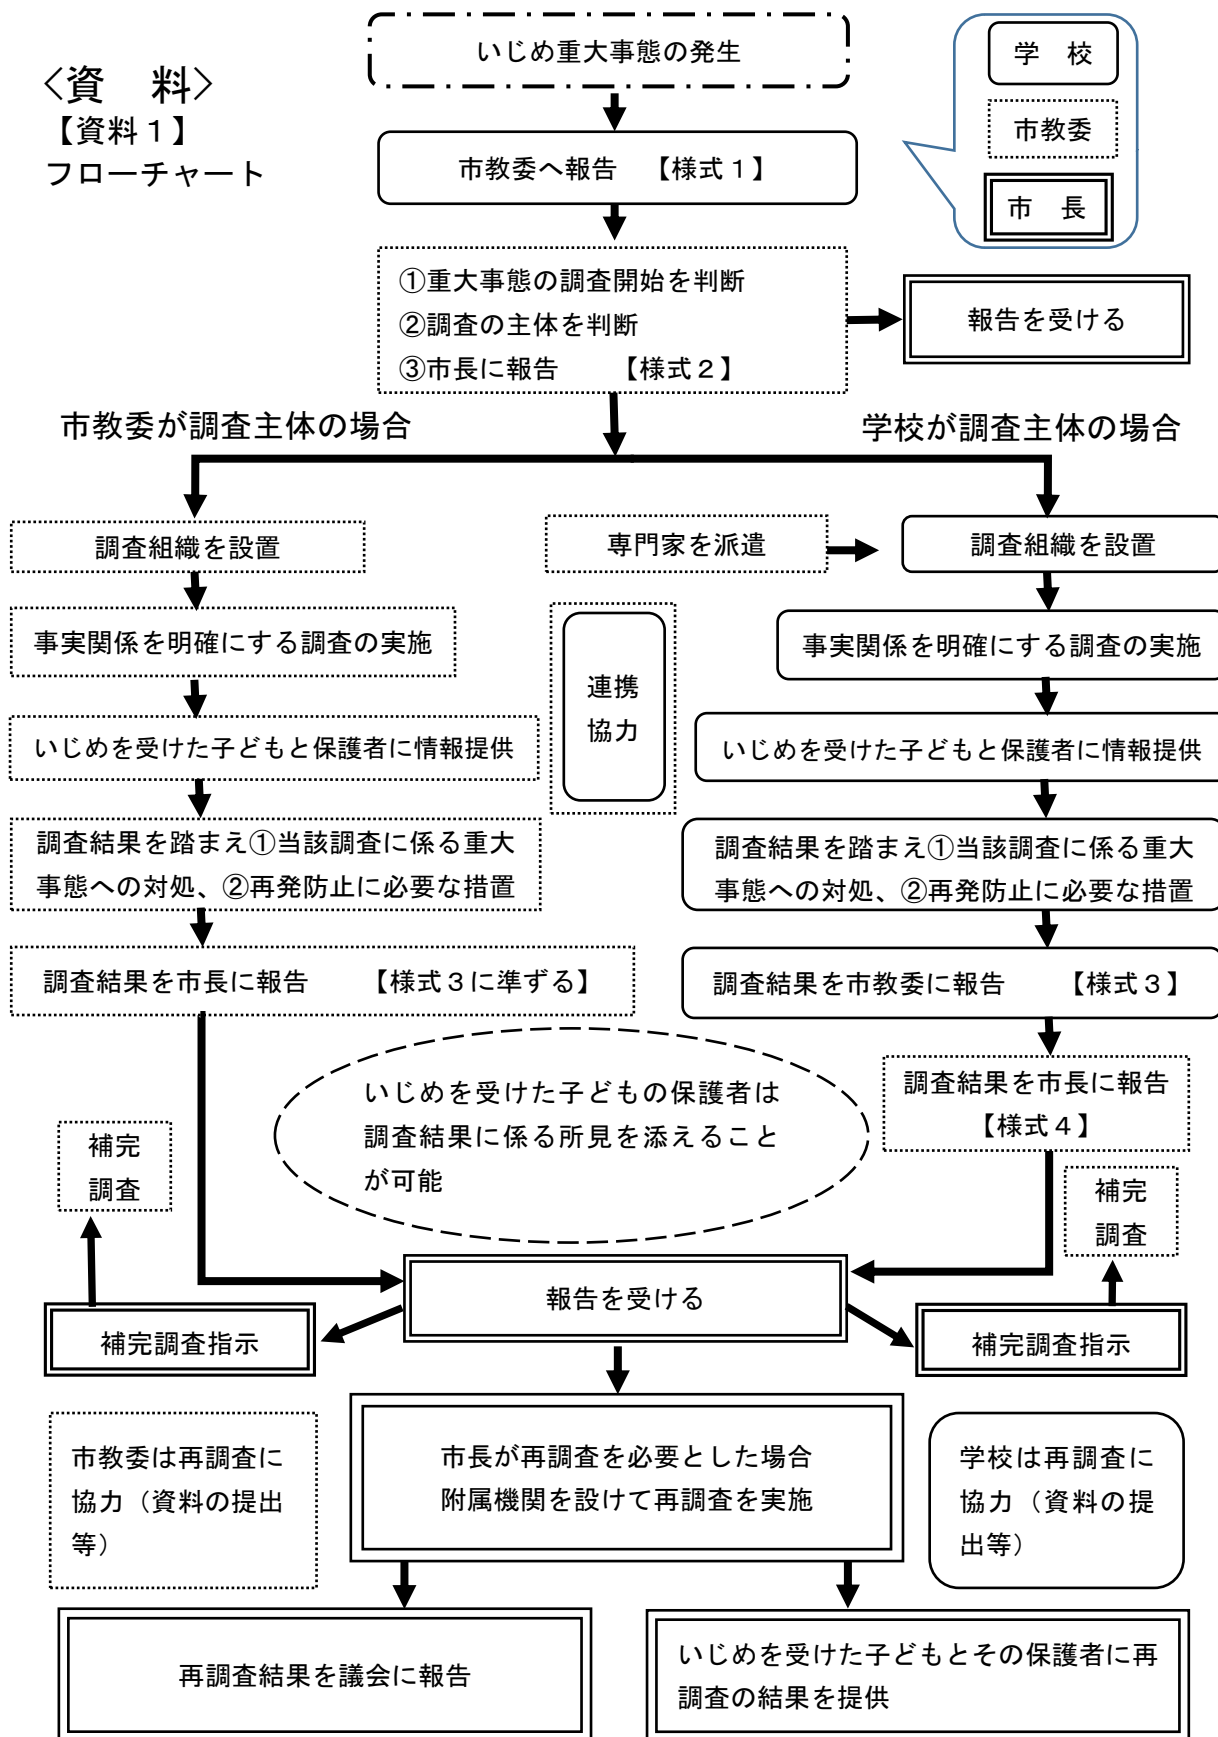 〈資　料〉
【資料１】
フローチャート
いじめ重大事態の発生
学　校
市教委
市　長
市教委へ報告　【様式１】
①重大事態の調査開始を判断
②調査の主体を判断
③市長に報告　　【様式２】
報告を受ける
市教委が調査主体の場合
学校が調査主体の場合
調査組織を設置
専門家を派遣
調査組織を設置
事実関係を明確にする調査の実施
連携
協力
事実関係を明確にする調査の実施
いじめを受けた子どもと保護者に情報提供
いじめを受けた子どもと保護者に情報提供
調査結果を踏まえ①当該調査に係る重大
事態への対処、②再発防止に必要な措置
調査結果を踏まえ①当該調査に係る重大
事態への対処、②再発防止に必要な措置
調査結果を市長に報告　　【様式３に準ずる】
調査結果を市教委に報告　　【様式３】
いじめを受けた子どもの保護者は
調査結果に係る所見を添えること
が可能
調査結果を市長に報告
【様式４】
補完
調査
補完
調査
報告を受ける
補完調査指示
補完調査指示
市教委は再調査に
協力（資料の提出
等）
市長が再調査を必要とした場合
附属機関を設けて再調査を実施
学校は再調査に
協力（資料の提
出等）
再調査結果を議会に報告
いじめを受けた子どもとその保護者に再
調査の結果を提供